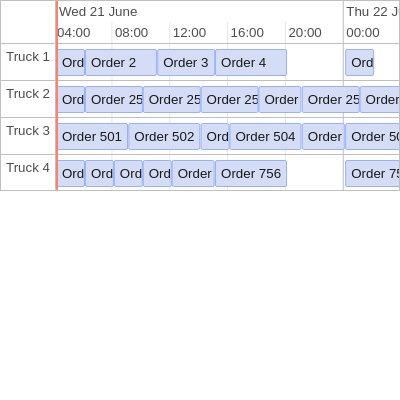 Wed 21 June Thu 22 J
04:00 08:00 12:00 16:00 20:00 00:00
Truck 1 Ord Order 2 Order 3 Order 4 Ord
Truck 2 Ord Order 25 Order 25 Order 25 Order Order 25 Order
Truck 3 Order 501 Order 502 Ord Order 504 Order Order 50
Truck 4 Ord Ord Ord Ord Order Order 756 Order 75